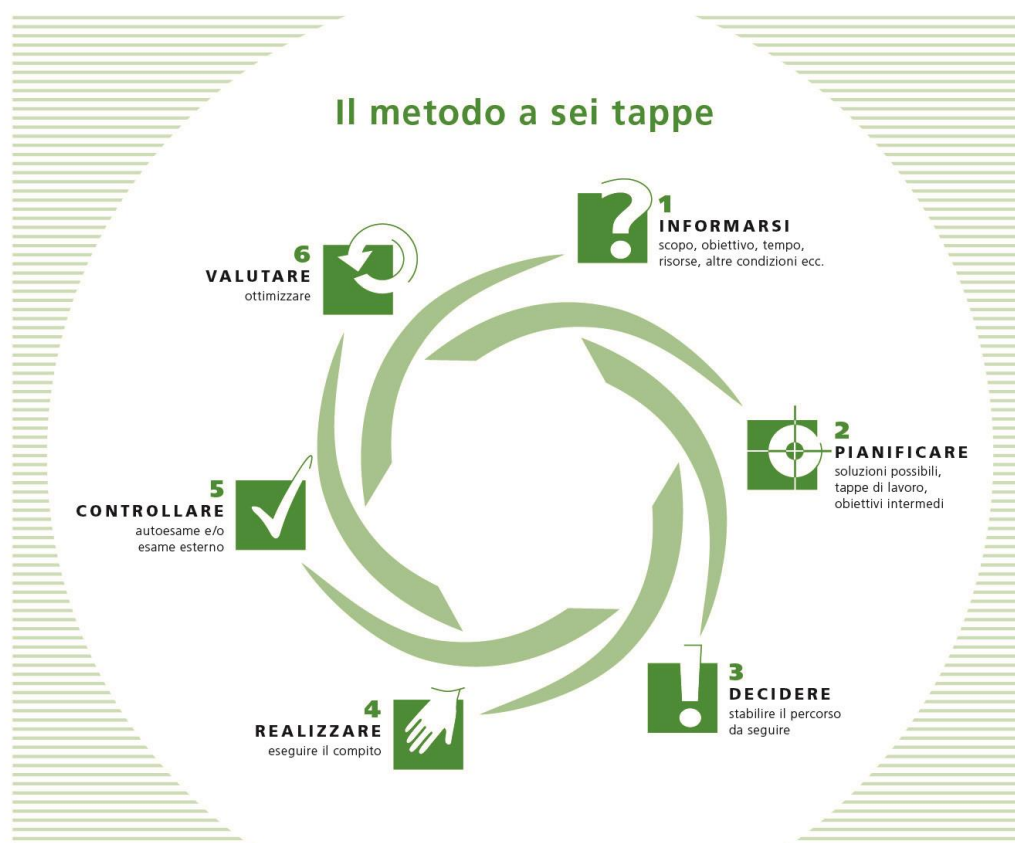 Il metodo a sei tappe
1
INFORMARSI
scopo, obiettivo, tempo,
risorse, altre condizioni ecc.
2
PIANIFICARE
soluzioni possibili,
tappe di lavoro,
obiettivi intermedi
3
DECIDERE
stabilire il percorso
da seguire
4
REALIZZARE
eseguire il compito
5
CONTROLLARE
autoesame e/o
esame esterno
6
VALUTARE
ottimizzare